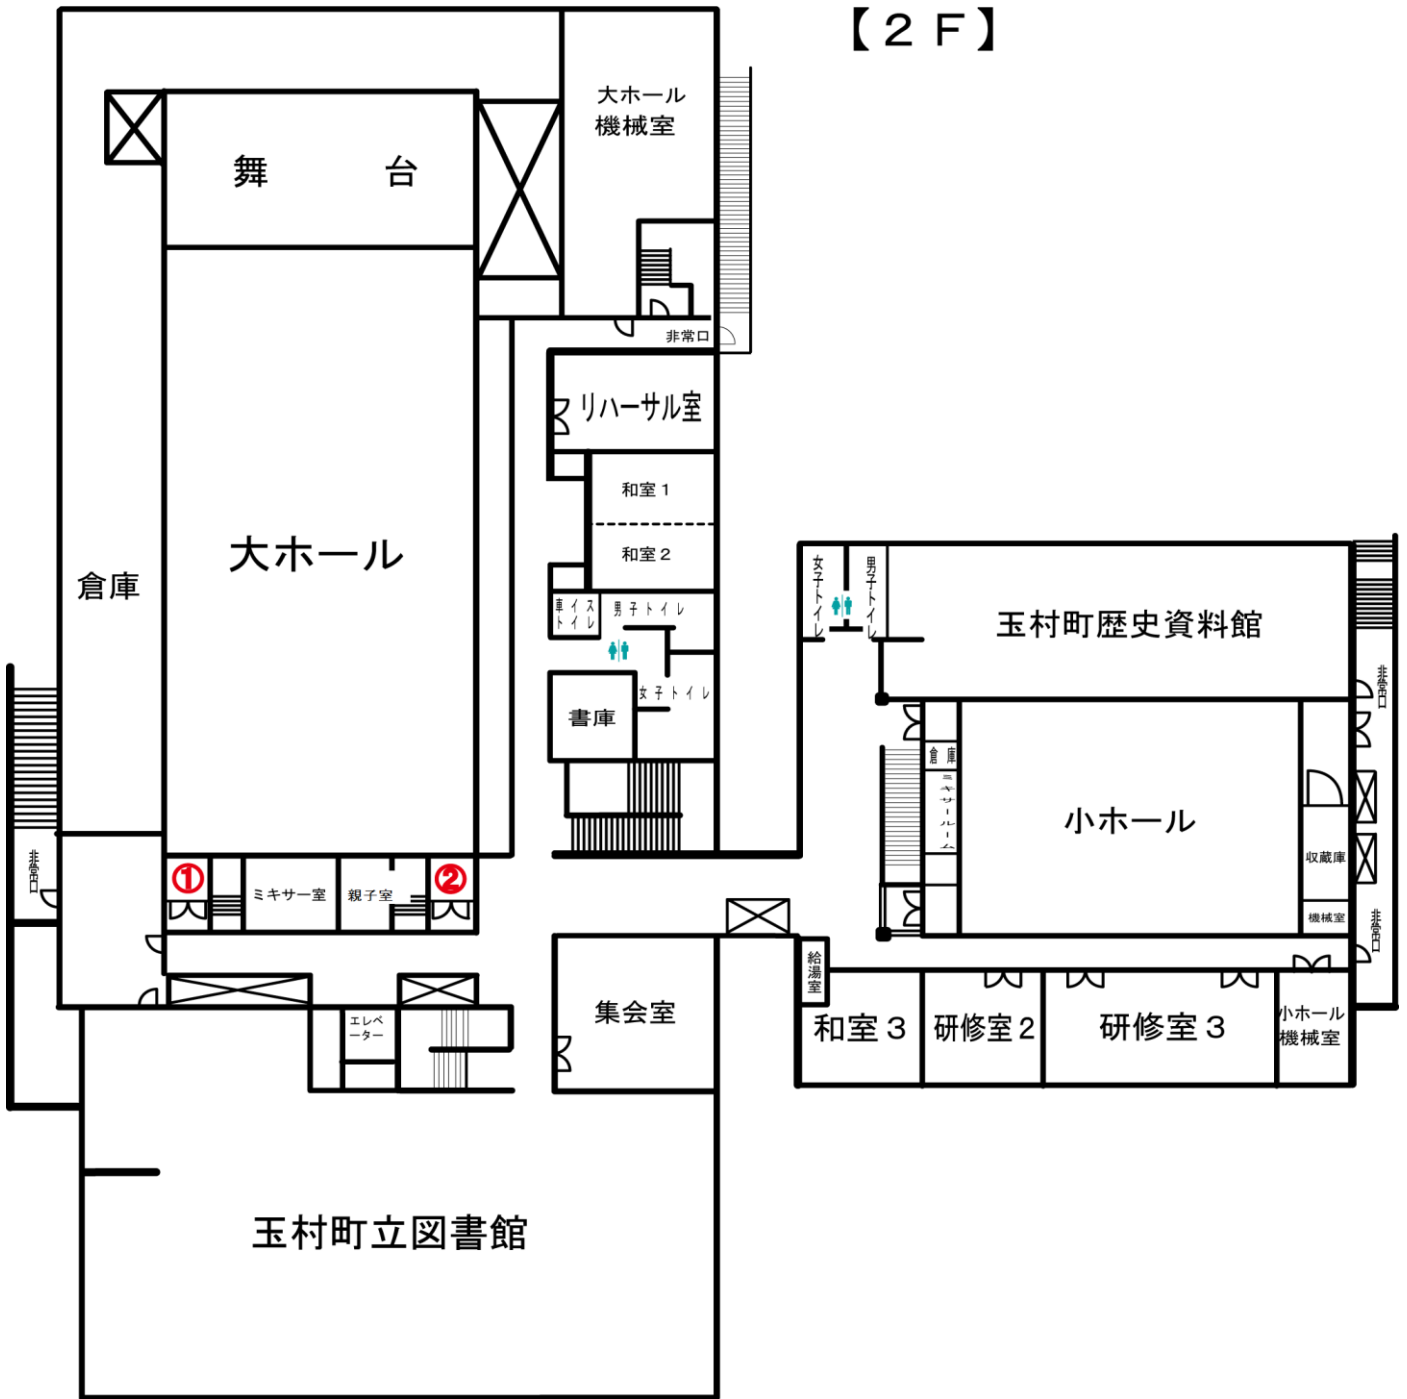 【2F】
大ホール
機械室
舞台
非常口
リハーサル室
和室1
和室2
大ホール
倉庫
車イス
トイレ
男子トイレ
女子トイレ
書庫
女子トイレ
男子トイレ
玉村町歴史資料館
非常口
倉庫
ミキサールーム
小ホール
収蔵庫
機械室
非常口
非常口
①
ミキサー室
親子室
②
給湯室
エレベ
ーター
集会室
和室3
研修室2
研修室3
小ホール
機械室
玉村町立図書館